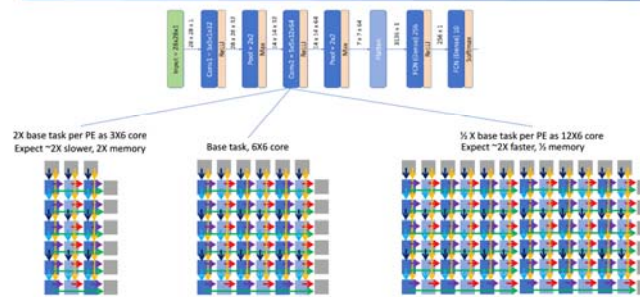 Input = 28x28x1
28 x 28 x 1
Conv1 = 5x5x1x32
ReLU
28 x 28 x 32
Pool = 2x2
Max
14 x 14 x 32
Conv2 = 5x5x32x64
ReLU
14 x 14 x 64
Pool = 2x2
Max
7 x 7 x 64
Flatten
3136 x 1
FCN (Dense) 256
ReLU
256 x 1
FCN (Dense) 10
Softmax
2X base task per PE as 3X6 core
Expect ~2X slower, 2X memory
Base task, 6X6 core
½ X base task per PE as 12X6 core
Expect ~2X faster, ½ memory